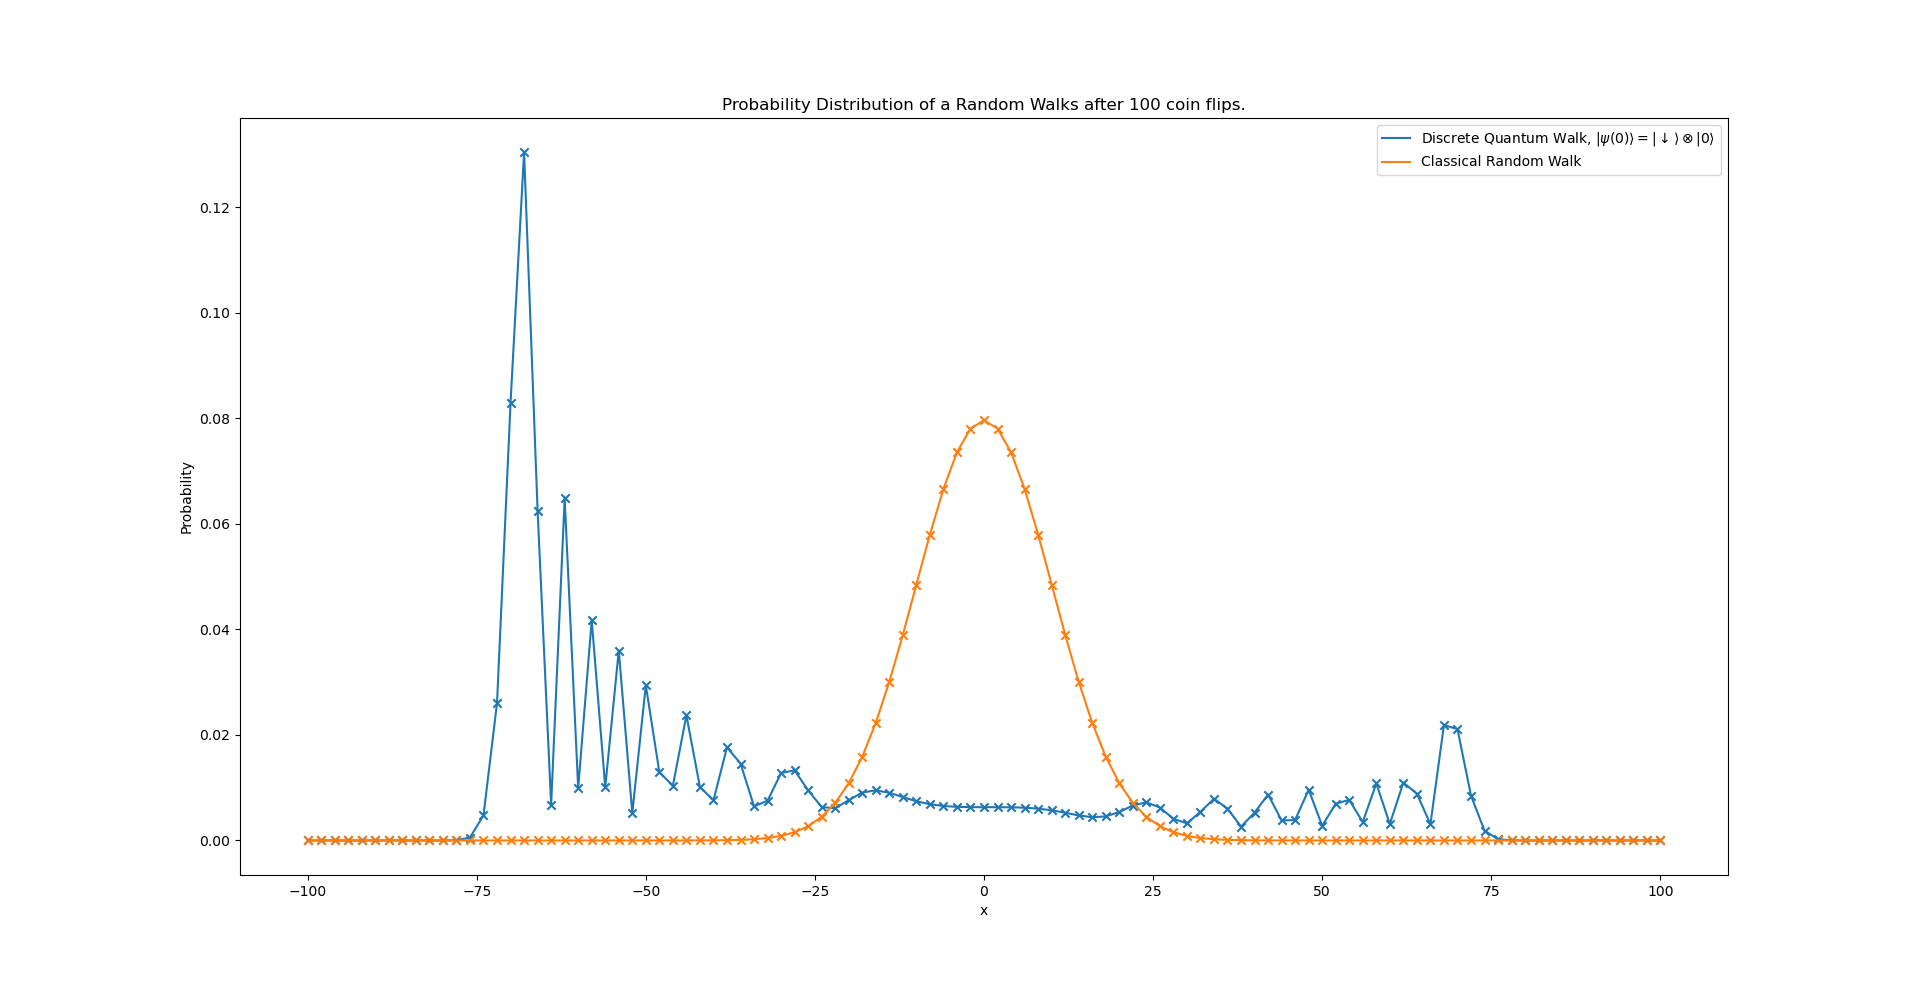 Probability Distribution of a Random Walks after 100 coin flips.
Discrete Quantum Walk, |ψ(0)⟩ = |↓⟩⊗|0⟩
Classical Random Walk
0.12
0.10
0.08
0.06
0.04
0.02
0.00
Probability
−100 −75 −50 −25 0 25 50 75 100
x